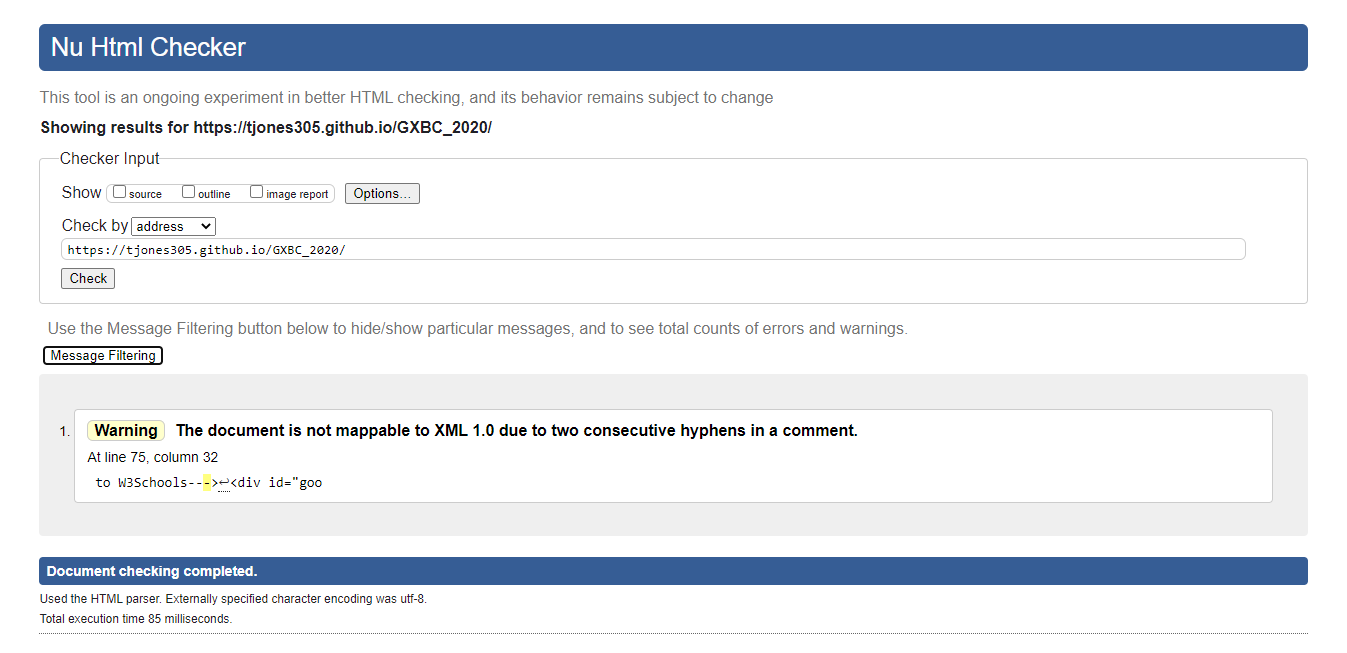 Nu Html Checker
This tool is an ongoing experiment in better HTML checking, and its behavior remains subject to change
Showing results for https://tjones305.github.io/GXBC_2020/
Checker Input
Show source outline image report Options...
Check by address
https://tjones305.github.io/GXBC_2020/
Check
Use the Message Filtering button below to hide/show particular messages, and to see total counts of errors and warnings.
Message Filtering
1. Warning The document is not mappable to XML 1.0 due to two consecutive hyphens in a comment.
At line 75, column 32
to W3Schools--->↩<div id="goo
Document checking completed.
Used the HTML parser. Externally specified character encoding was utf-8.
Total execution time 85 milliseconds.